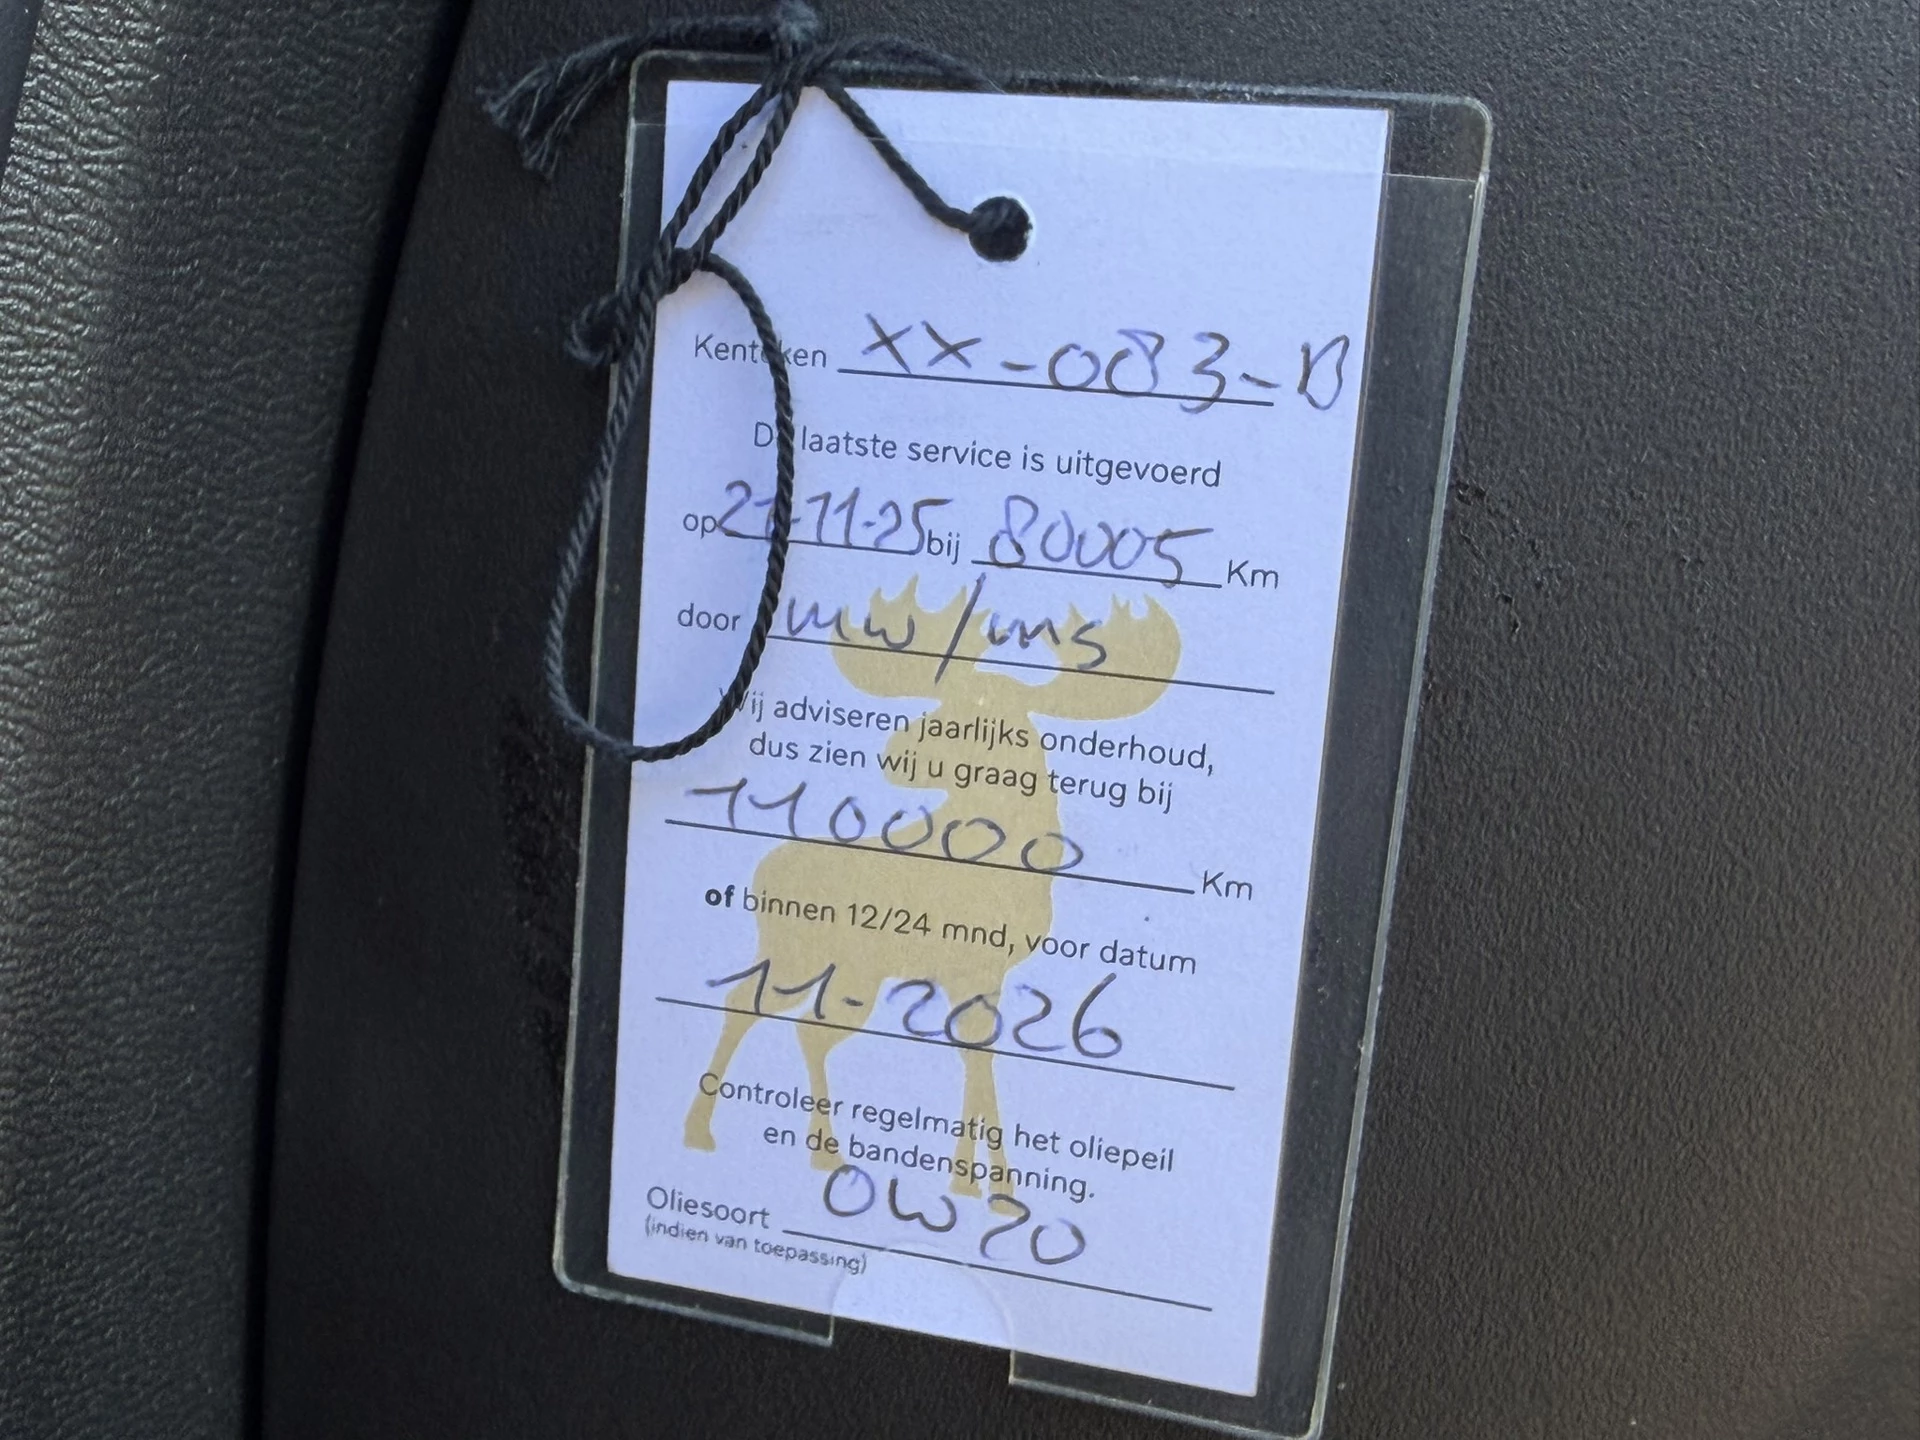 Kenteken XX-083-B
De laatste service is uitgevoerd
op 21-11-25 bij 80005 Km
door mw/ms
Wij adviseren jaarlijks onderhoud,
dus zien wij u graag terug bij
110000 Km
of binnen 12/24 mnd, voor datum
11-2026
Controleer regelmatig het oliepeil
en de bandenspanning.
Oliesoort 0W20
(indien van toepassing)